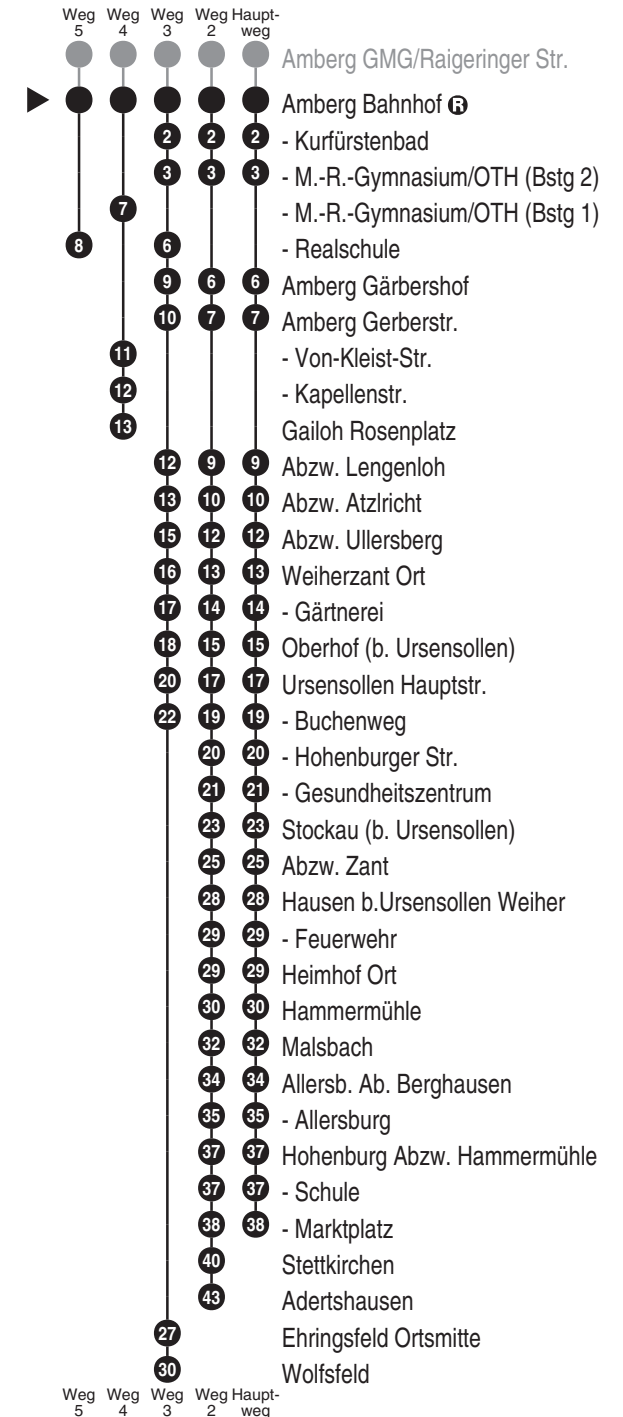 Weg Weg Weg Weg Haupt-
5 4 3 2 weg
Amberg GMG/Raigeringer Str.
Amberg Bahnhof R
2 2 2 - Kurfürstenbad
3 3 3 - M.-R.-Gymnasium/OTH (Bstg 2)
7 - M.-R.-Gymnasium/OTH (Bstg 1)
8 6 - Realschule
9 6 6 Amberg Gärbershof
10 7 7 Amberg Gerberstr.
11 - Von-Kleist-Str.
12 - Kapellenstr.
13 Gailoh Rosenplatz
12 9 9 Abzw. Lengenloh
13 10 10 Abzw. Atzlricht
15 12 12 Abzw. Ullersberg
16 13 13 Weiherzant Ort
17 14 14 - Gärtnerei
18 15 15 Oberhof (b. Ursensollen)
20 17 17 Ursensollen Hauptstr.
22 19 19 - Buchenweg
20 20 - Hohenburger Str.
21 21 - Gesundheitszentrum
23 23 Stockau (b. Ursensollen)
25 25 Abzw. Zant
28 28 Hausen b.Ursensollen Weiher
29 29 - Feuerwehr
29 29 Heimhof Ort
30 30 Hammermühle
32 32 Malsbach
34 34 Allersb. Ab. Berghausen
35 35 - Allersburg
37 37 Hohenburg Abzw. Hammermühle
37 37 - Schule
38 38 - Marktplatz
40 Stettkirchen
43 Adertshausen
27 Ehringsfeld Ortsmitte
30 Wolfsfeld
Weg Weg Weg Weg Haupt-
5 4 3 2 weg